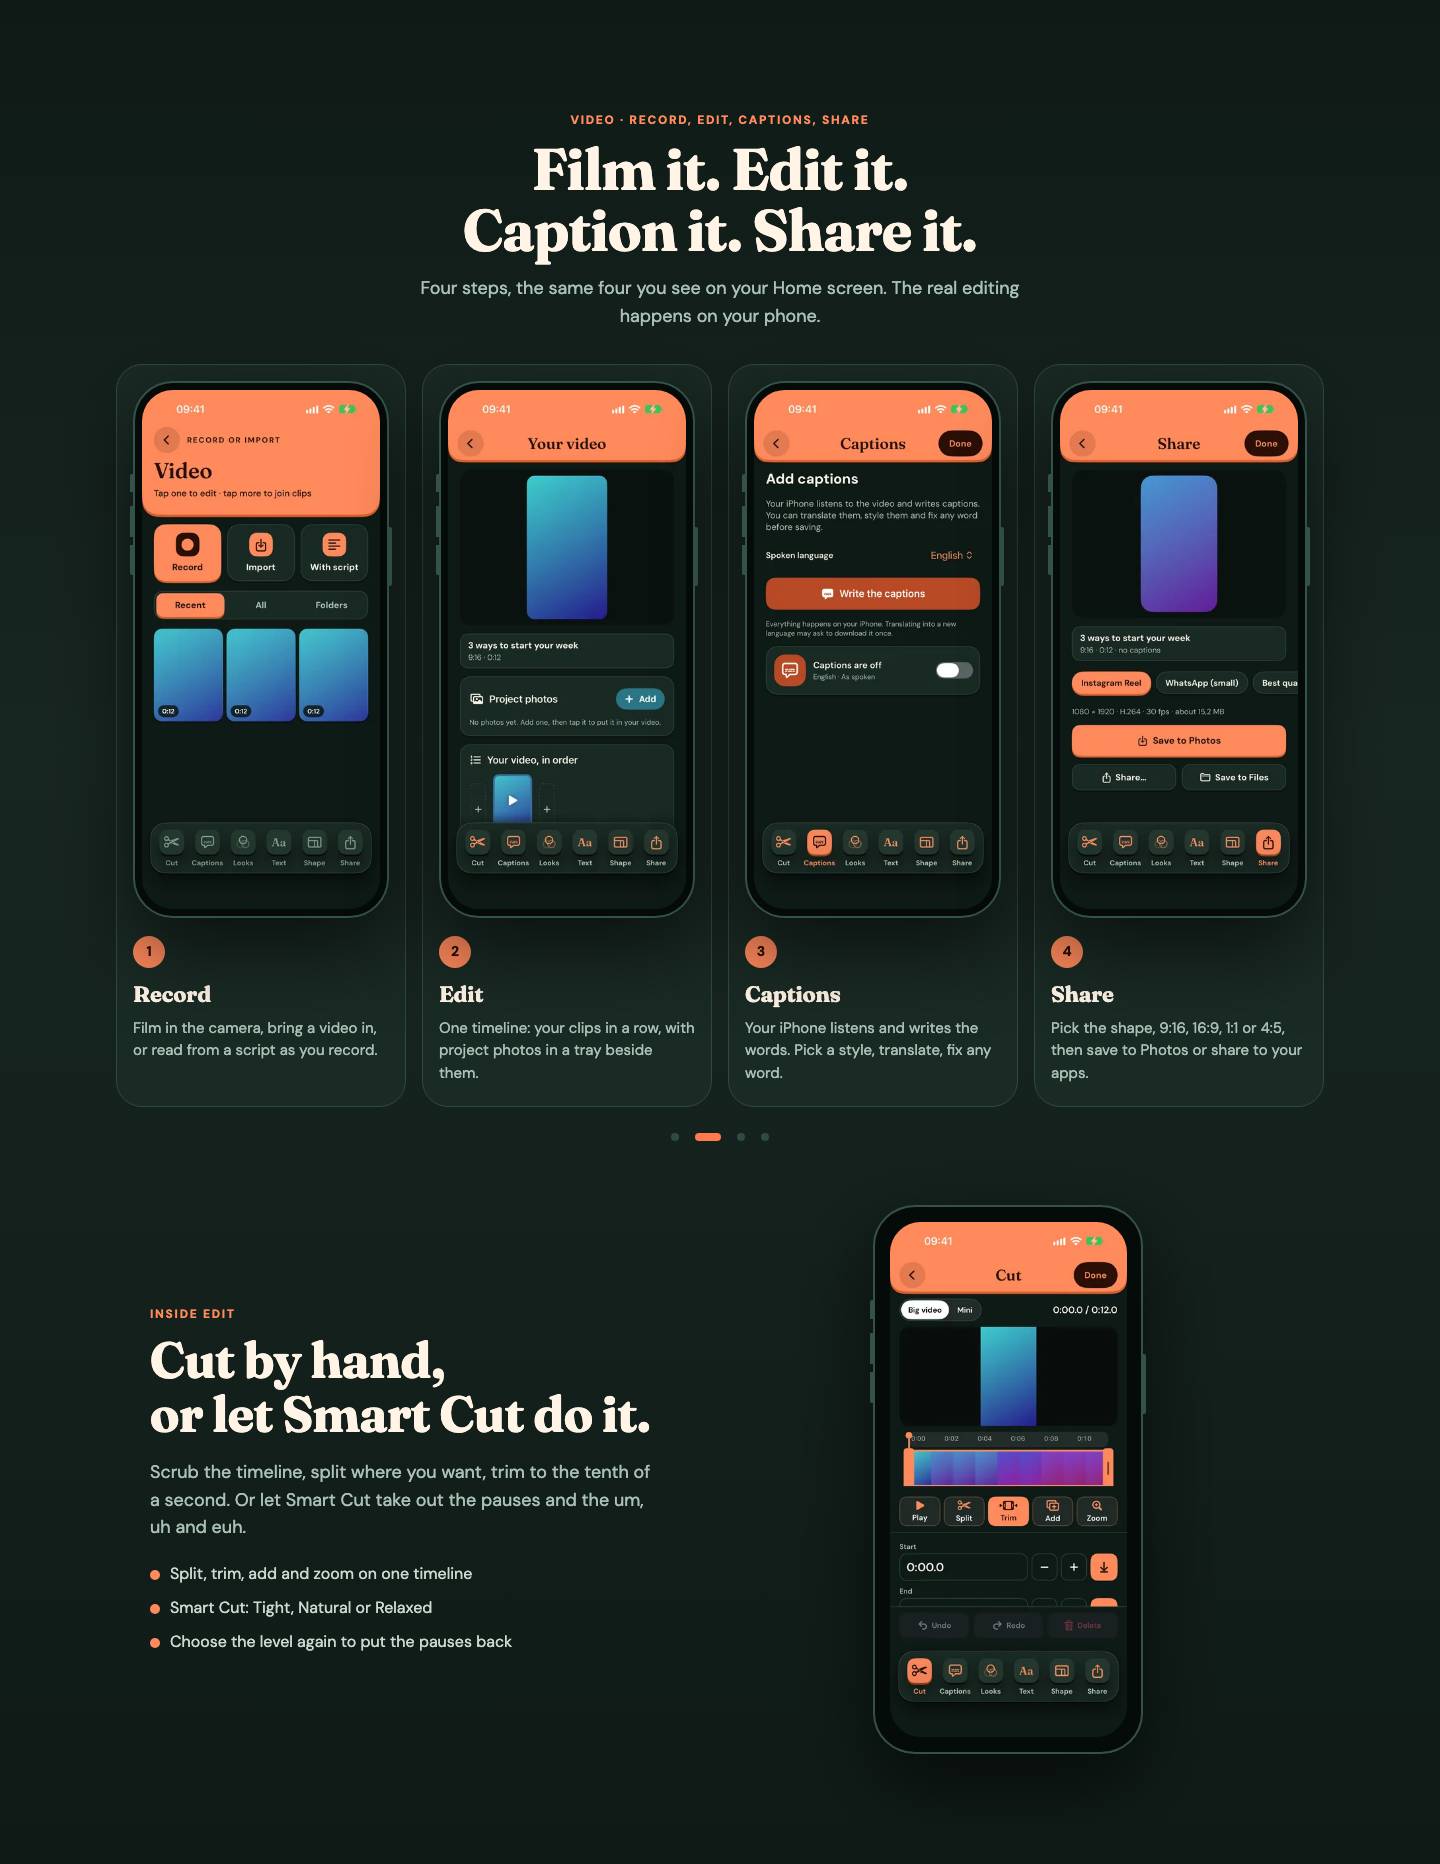 VIDEO · RECORD, EDIT, CAPTIONS, SHARE
Film it. Edit it.
Caption it. Share it.
Four steps, the same four you see on your Home screen. The real editing
happens on your phone.
09:41
RECORD OR IMPORT
Video
Tap one to edit · tap more to join clips
Record
Import
With script
Recent
All
Folders
0:12
0:12
0:12
Cut
Captions
Looks
Text
Shape
Share
1
Record
Film in the camera, bring a video in,
or read from a script as you record.
09:41
Your video
3 ways to start your week
9:16 · 0:12
Project photos
+ Add
No photos yet. Add one, then tap it to put it in your video.
Your video, in order
+
+
Cut
Captions
Looks
Aa
Text
Shape
Share
2
Edit
One timeline: your clips in a row, with
project photos in a tray beside
them.
09:41
Captions
Done
Add captions
Your iPhone listens to the video and writes captions.
You can translate them, style them and fix any word
before saving.
Spoken language
English
Write the captions
Everything happens on your iPhone. Translating into a new
language may ask to download it once.
Captions are off
English · As spoken
Cut
Captions
Looks
Aa
Text
Shape
Share
3
Captions
Your iPhone listens and writes the
words. Pick a style, translate, fix any
word.
09:41
Share
Done
3 ways to start your week
9:16 · 0:12 · no captions
Instagram Reel
WhatsApp (small)
Best qua
1080 × 1920 · H.264 · 30 fps · about 15,2 MB
Save to Photos
Share...
Save to Files
Cut
Captions
Looks
Aa
Text
Shape
Share
4
Share
Pick the shape, 9:16, 16:9, 1:1 or 4:5,
then save to Photos or share to your
apps.
INSIDE EDIT
Cut by hand,
or let Smart Cut do it.
Scrub the timeline, split where you want, trim to the tenth of
a second. Or let Smart Cut take out the pauses and the um,
uh and euh.
Split, trim, add and zoom on one timeline
Smart Cut: Tight, Natural or Relaxed
Choose the level again to put the pauses back
09:41
Cut
Done
Big video
Mini
0:00.0 / 0:12.0
0:00
0:02
0:04
0:06
0:08
0:10
Play
Split
Trim
Add
Zoom
Start
0:00.0
−
+
End
Undo
Redo
Delete
Cut
Captions
Looks
Aa
Text
Shape
Share